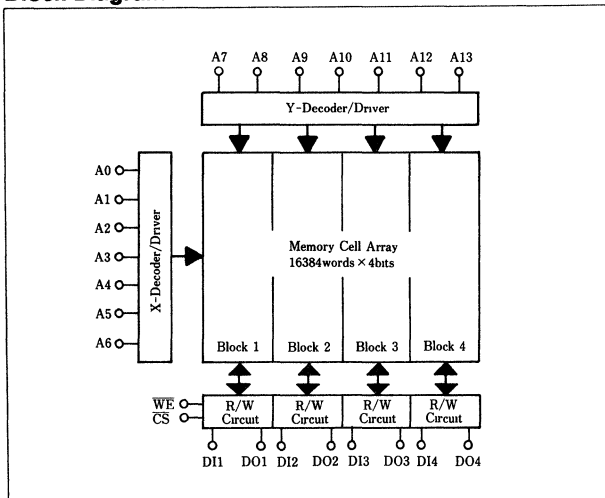 A7 A8 A9 A10 A11 A12 A13
Y-Decoder/Driver
A0
A1
A2
A3
A4
A5
A6
X-Decoder/Driver
Memory Cell Array
16384words × 4bits
Block 1 Block 2 Block 3 Block 4
WE
CS
R/W Circuit
R/W Circuit
R/W Circuit
R/W Circuit
DI1 DO1 DI2 DO2 DI3 DO3 DI4 DO4